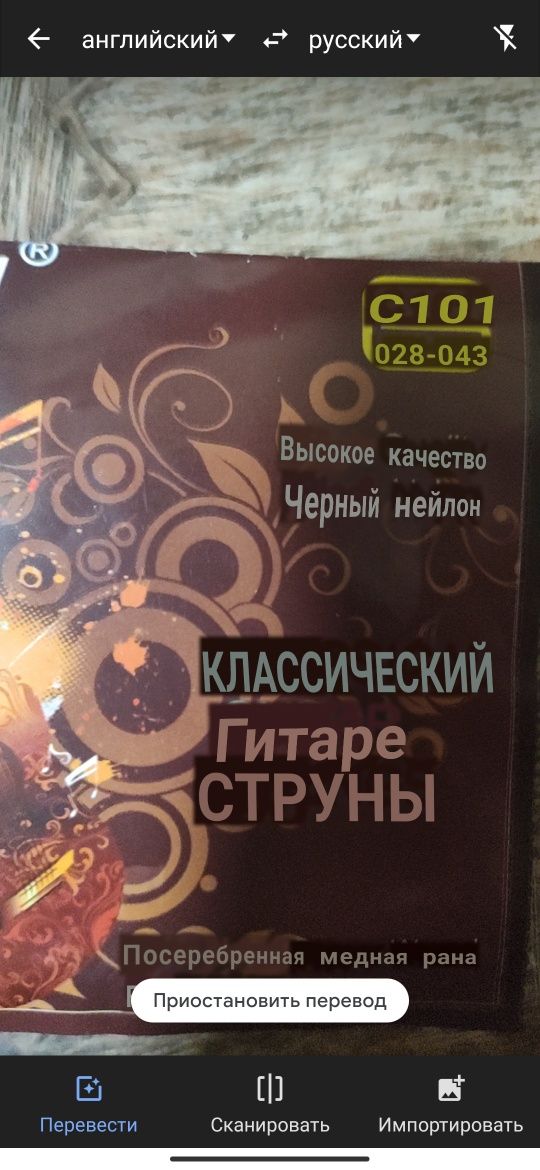 английский
русский
®
C101
028-043
Высокое качество
Черный нейлон
КЛАССИЧЕСКИЙ
Гитаре
СТРУНЫ
Посеребренная медная рана
Приостановить перевод
Перевести
Сканировать
Импортировать